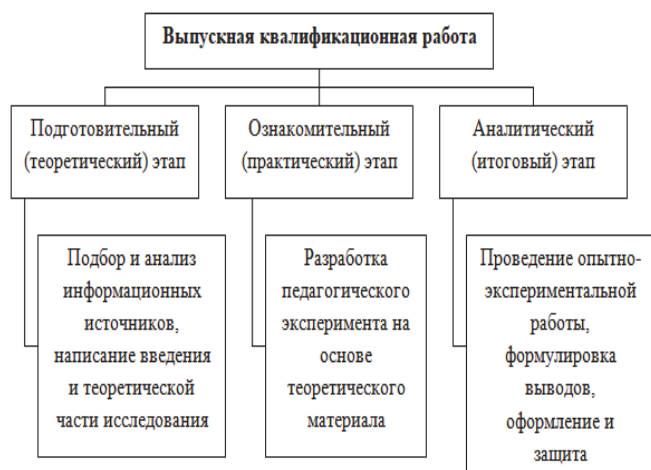 Выпускная квалификационная работа
Подготовительный
(теоретический) этап
Ознакомительный
(практический) этап
Аналитический
(итоговый) этап
Подбор и анализ
информационных
источников,
написание введения
и теоретической
части исследования
Разработка
педагогического
эксперимента на
основе
теоретического
материала
Проведение опытно-
экспериментальной
работы,
формулировка
выводов,
оформление и
защита